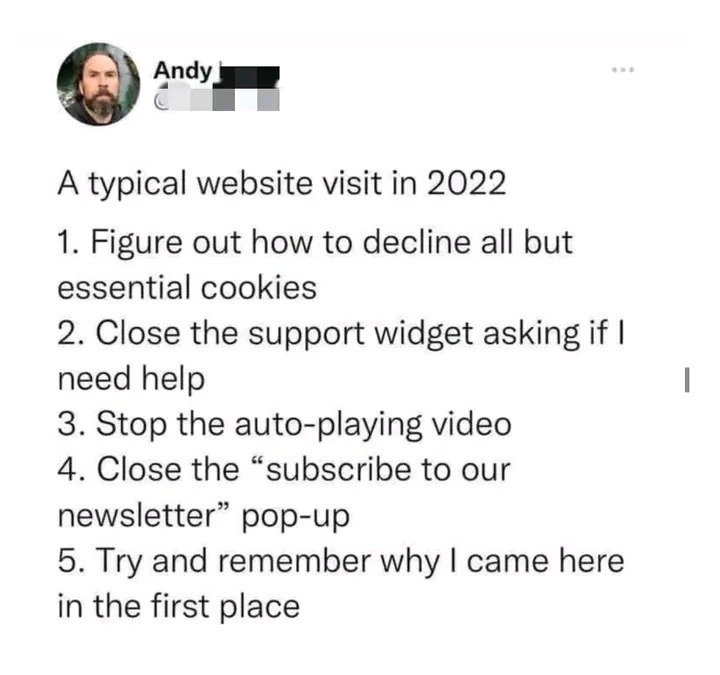 Andy
A typical website visit in 2022
1. Figure out how to decline all but
essential cookies
2. Close the support widget asking if I
need help
3. Stop the auto-playing video
4. Close the “subscribe to our
newsletter” pop-up
5. Try and remember why I came here
in the first place